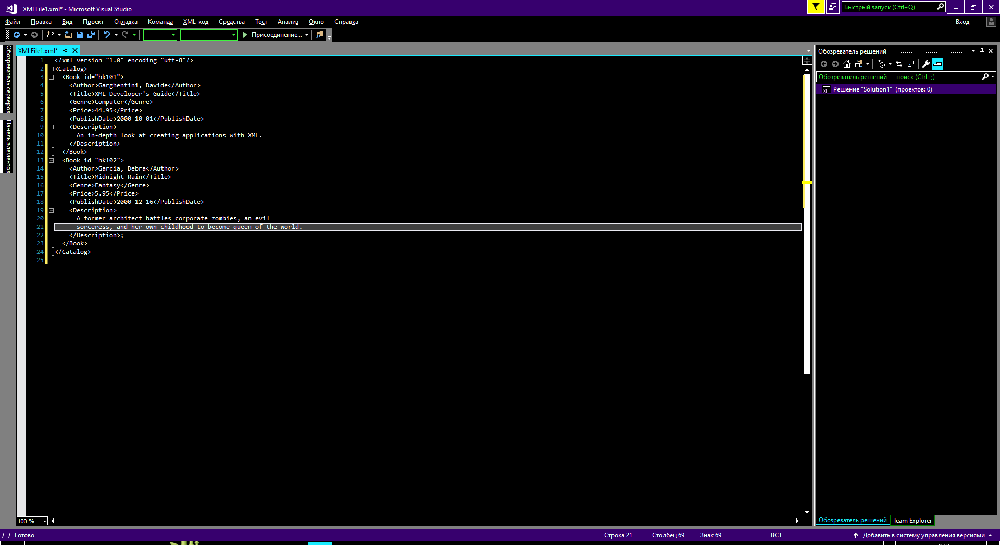 XMLFile1.xml* - Microsoft Visual Studio
Быстрый запуск (Ctrl+Q)
Файл Правка Вид Проект Отладка Команда XML-код Средства Тест Анализ Окно Справка Вход
Присоединение...
Обозреватель серверов
Панель элементов
XMLFile1.xml*
1 <?xml version="1.0" encoding="utf-8"?>
2 <Catalog>
3 <Book id="bk101">
4 <Author>Garghentini, Davide</Author>
5 <Title>XML Developer's Guide</Title>
6 <Genre>Computer</Genre>
7 <Price>44.95</Price>
8 <PublishDate>2000-10-01</PublishDate>
9 <Description>
10 An in-depth look at creating applications with XML.
11 </Description>
12 </Book>
13 <Book id="bk102">
14 <Author>Garcia, Debra</Author>
15 <Title>Midnight Rain</Title>
16 <Genre>Fantasy</Genre>
17 <Price>5.95</Price>
18 <PublishDate>2000-12-16</PublishDate>
19 <Description>
20 A former architect battles corporate zombies, an evil
21 sorceress, and her own childhood to become queen of the world.
22 </Description>;
23 </Book>
24 </Catalog>
25
100 %
Обозреватель решений
Обозреватель решений — поиск (Ctrl+;)
Решение "Solution1" (проектов: 0)
Обозреватель решений Team Explorer
Готово Строка 21 Столбец 69 Знак 69 ВСТ Добавить в систему управления версиями